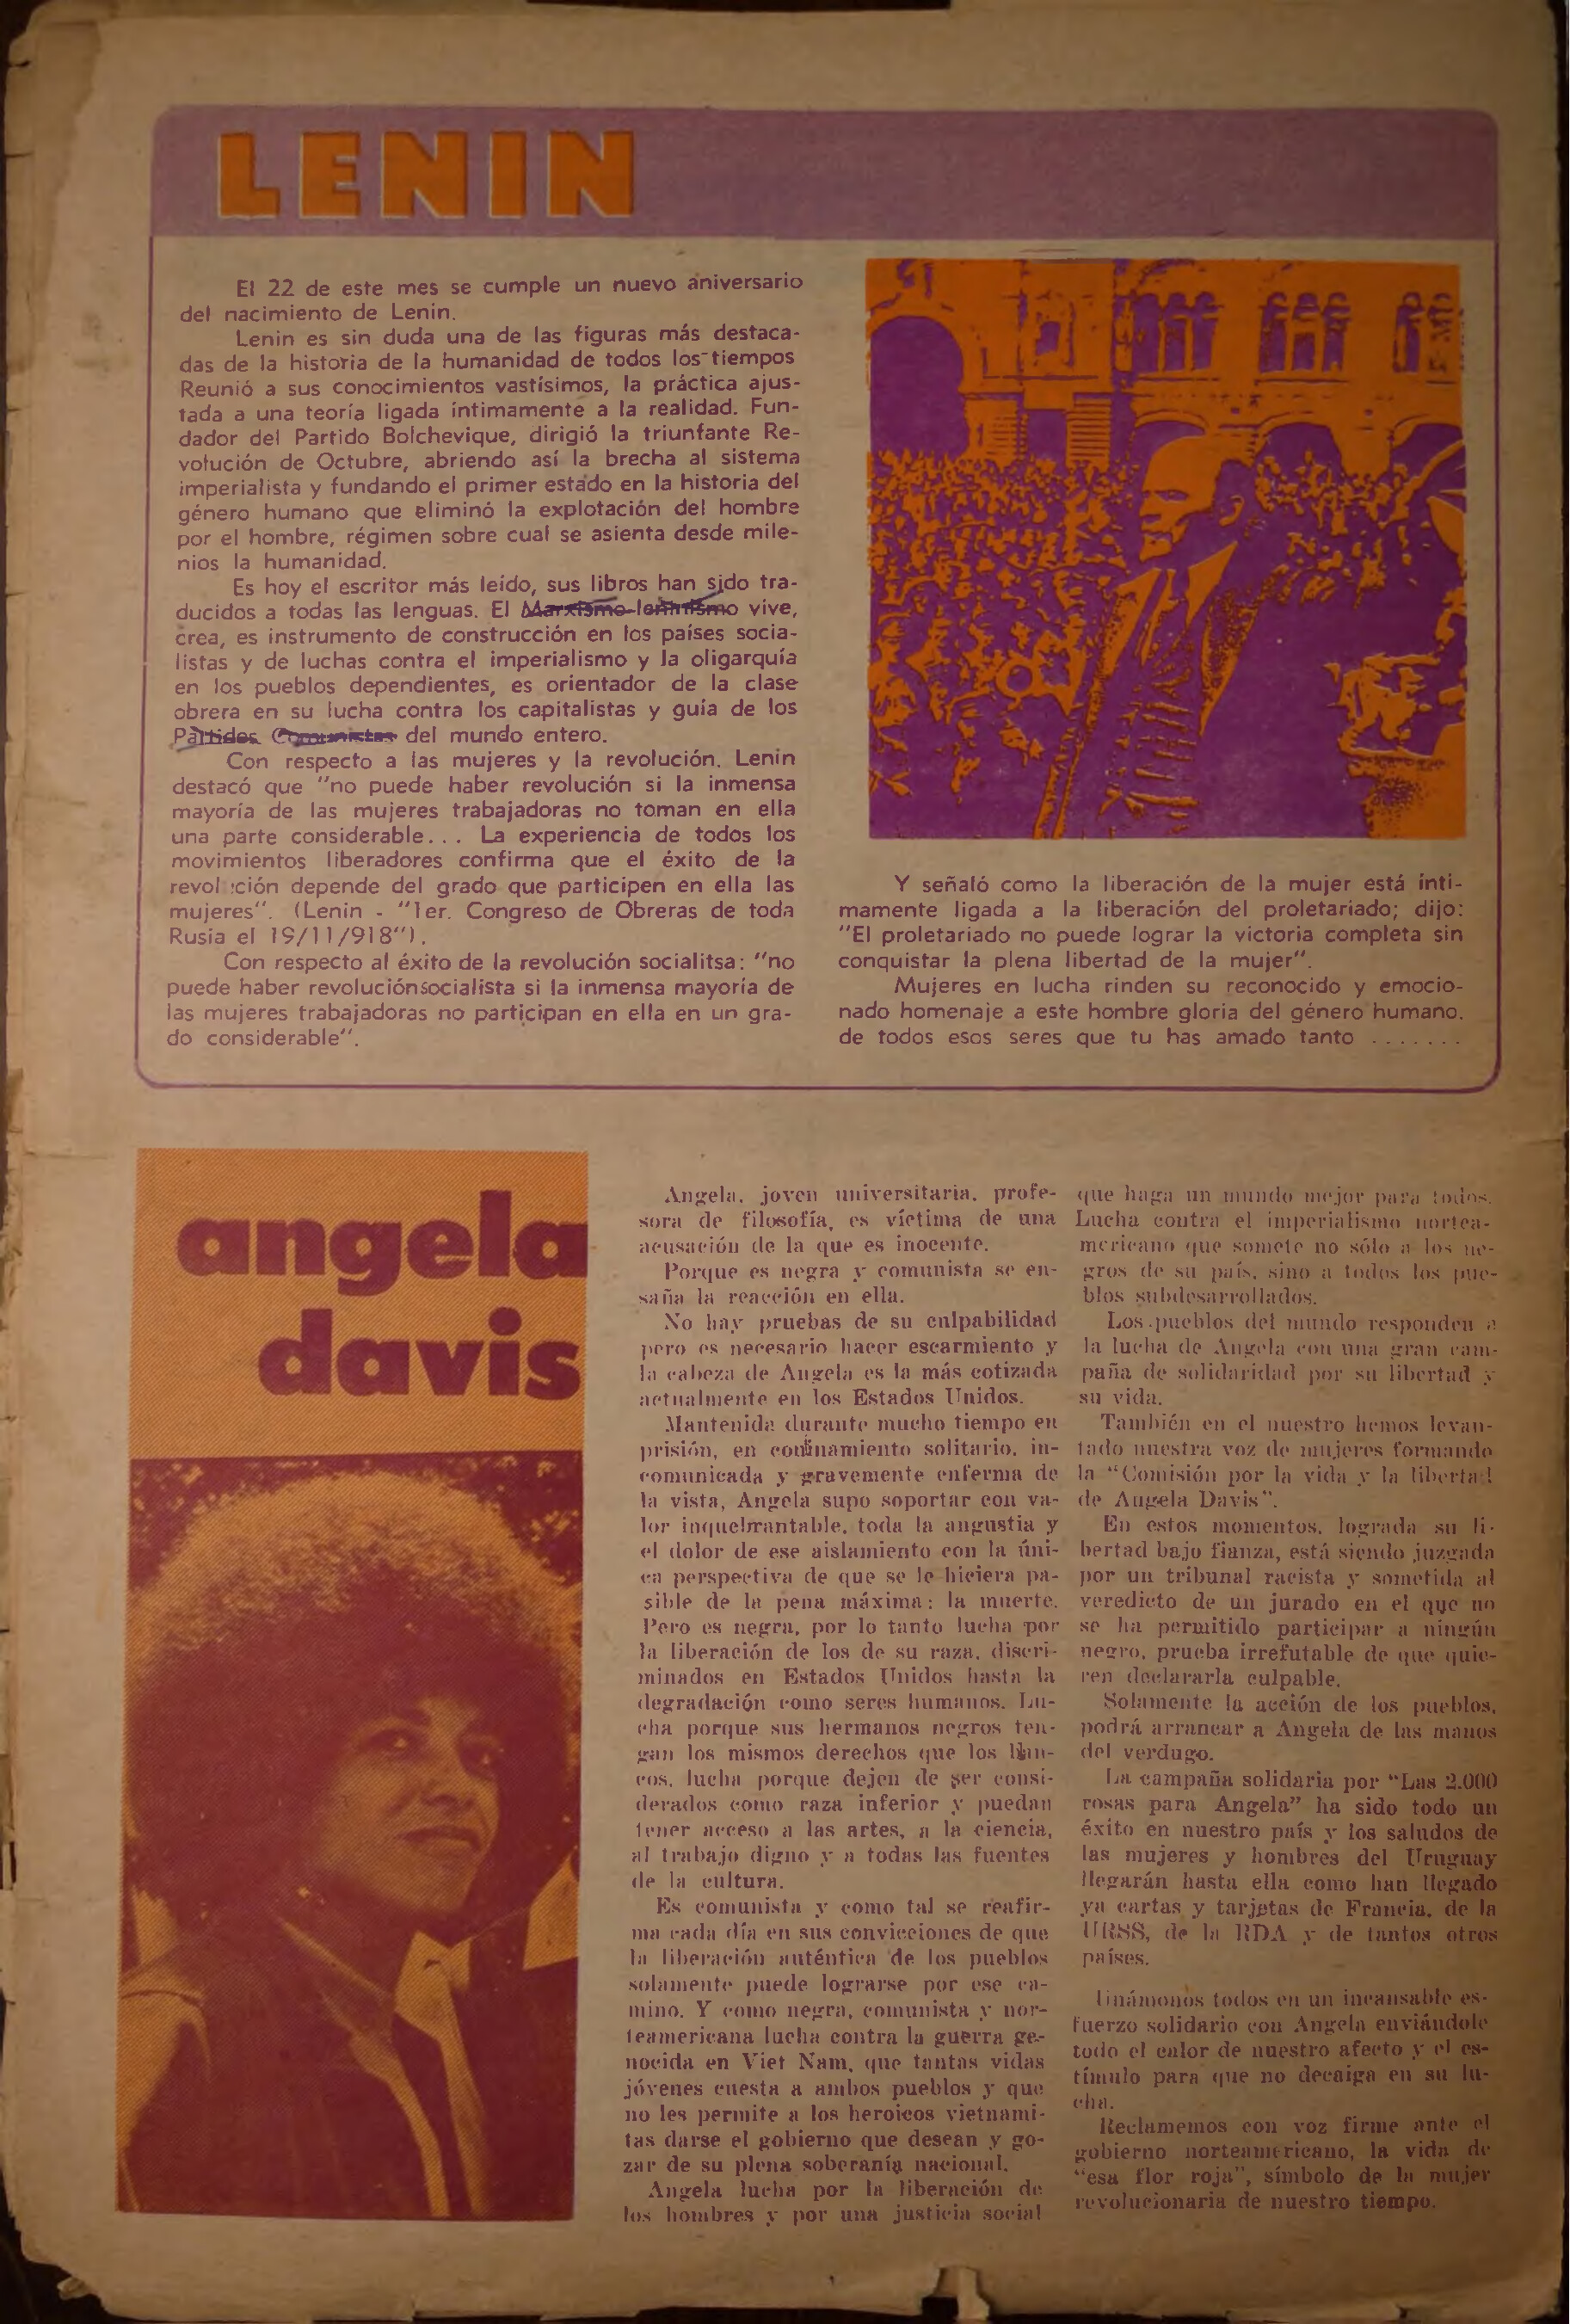 LENIN
El 22 de este mes se cumple un nuevo aniversario
del nacimiento de Lenin.
Lenin es sin duda una de las figuras más destaca-
das de la historia de la humanidad de todos los tiempos
Reunió a sus conocimientos vastísimos, la práctica ajus-
tada a una teoría ligada íntimamente a la realidad. Fun-
dador del Partido Bolchevique, dirigió la triunfante Re-
volución de Octubre, abriendo así la brecha al sistema
imperialista y fundando el primer estado en la historia del
género humano que eliminó la explotación del hombre
por el hombre, régimen sobre cual se asienta desde mile-
nios la humanidad.
Es hoy el escritor más leído, sus libros han sido tra-
ducidos a todas las lenguas. El Marxismo-leninismo vive,
crea, es instrumento de construcción en los países socia-
listas y de luchas contra el imperialismo y la oligarquía
en los pueblos dependientes, es orientador de la clase
obrera en su lucha contra los capitalistas y guía de los
Partidos Comunistas del mundo entero.
Con respecto a las mujeres y la revolución. Lenin
destacó que "no puede haber revolución si la inmensa
mayoría de las mujeres trabajadoras no toman en ella
una parte considerable... La experiencia de todos los
movimientos liberadores confirma que el éxito de la
revolución depende del grado que participen en ella las
mujeres". (Lenin - "1er. Congreso de Obreras de toda
Rusia el 19/11/918").
Con respecto al éxito de la revolución socialitsa: "no
puede haber revolución socialista si la inmensa mayoría de
las mujeres trabajadoras no participan en ella en un gra-
do considerable".
Y señaló como la liberación de la mujer está ínti-
mamente ligada a la liberación del proletariado; dijo:
"El proletariado no puede lograr la victoria completa sin
conquistar la plena libertad de la mujer".
Mujeres en lucha rinden su reconocido y emocio-
nado homenaje a este hombre gloria del género humano.
de todos esos seres que tu has amado tanto .......
angela
davis
Angela, joven universitaria, profe-
sora de filosofía, es víctima de una
acusación de la que es inocente.
Porque es negra y comunista se en-
saña la reacción en ella.
No hay pruebas de su culpabilidad
pero es necesario hacer escarmiento y
la cabeza de Angela es la más cotizada
actualmente en los Estados Unidos.
Mantenida durante mucho tiempo en
prisión, en confinamiento solitario, in-
comunicada y gravemente enferma de
la vista, Angela supo soportar con va-
lor inquebrantable, toda la angustia y
el dolor de ese aislamiento con la úni-
ca perspectiva de que se le hiciera pa-
sible de la pena máxima: la muerte.
Pero es negra, por lo tanto lucha por
la liberación de los de su raza, discri-
minados en Estados Unidos hasta la
degradación como seres humanos. Lu-
cha porque sus hermanos negros ten-
gan los mismos derechos que los blan-
cos, lucha porque dejen de ser consi-
derados como raza inferior y puedan
tener acceso a las artes, a la ciencia,
al trabajo digno y a todas las fuentes
de la cultura.
Es comunista y como tal se reafir-
ma cada día en sus convicciones de que
la liberación auténtica de los pueblos
solamente puede lograrse por ese ca-
mino. Y como negra, comunista y nor-
teamericana lucha contra la guerra ge-
nocida en Viet Nam, que tantas vidas
jóvenes cuesta a ambos pueblos y que
no les permite a los heroicos vietnami-
tas darse el gobierno que desean y go-
zar de su plena soberanía nacional.
Angela lucha por la liberación de
los hombres y por una justicia social
que haga un mundo mejor para todos.
Lucha contra el imperialismo nortea-
mericano que somete no sólo a los ne-
gros de su país, sino a todos los pue-
blos subdesarrollados.
Los pueblos del mundo responden a
la lucha de Angela con una gran cam-
paña de solidaridad por su libertad y
su vida.
También en el nuestro hemos levan-
tado nuestra voz de mujeres formando
la "Comisión por la vida y la libertad
de Angela Davis".
En estos momentos, lograda su li-
bertad bajo fianza, está siendo juzgada
por un tribunal racista y sometida al
veredicto de un jurado en el que no
se ha permitido participar a ningún
negro, prueba irrefutable de que quie-
ren declararla culpable.
Solamente la acción de los pueblos,
podrá arrancar a Angela de las manos
del verdugo.
La campaña solidaria por "Las 2.000
rosas para Angela" ha sido todo un
éxito en nuestro país y los saludos de
las mujeres y hombres del Uruguay
llegarán hasta ella como han llegado
ya cartas y tarjetas de Francia, de la
URSS, de la RDA y de tantos otros
países.
Unámonos todos en un incansable es-
fuerzo solidario con Angela enviándole
todo el calor de nuestro afecto y el es-
tímulo para que no decaiga en su lu-
cha.
Reclamemos con voz firme ante el
gobierno norteamericano, la vida de
"esa flor roja", símbolo de la mujer
revolucionaria de nuestro tiempo.